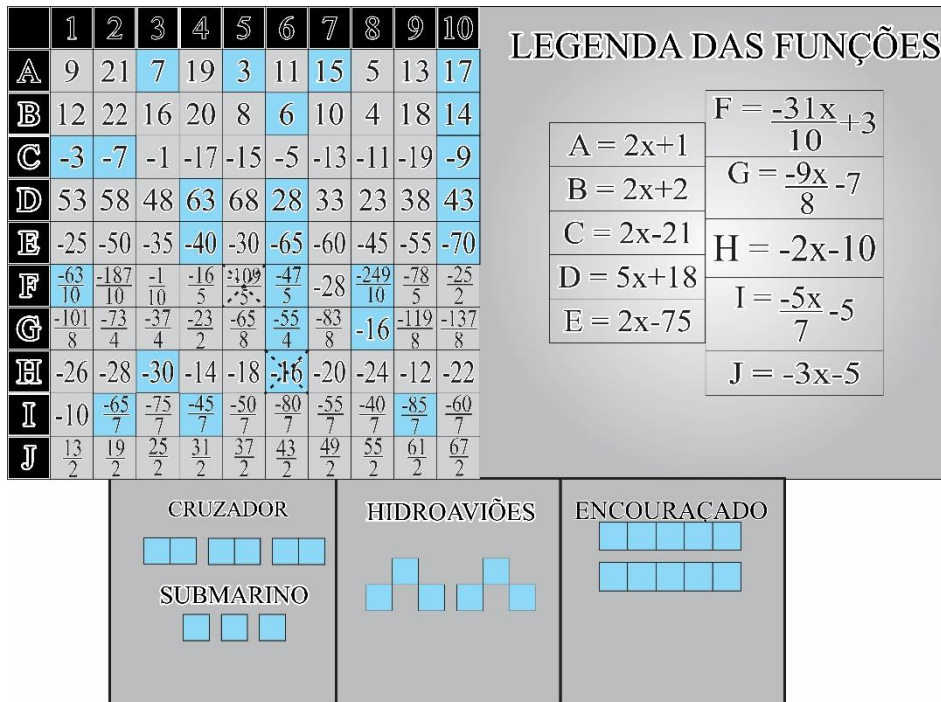 1 2 3 4 5 6 7 8 9 10
A 9 21 7 19 3 11 15 5 13 17
B 12 22 16 20 8 6 10 4 18 14
C -3 -7 -1 -17 -15 -5 -13 -11 -19 -9
D 53 58 48 63 68 28 33 23 38 43
E -25 -50 -35 -40 -30 -65 -60 -45 -55 -70
F -63/10 -187/10 -1/10 -16/5 -109/5 -47/5 -28 -249/10 -78/5 -25/2
G -101/8 -73/4 -37/4 -23/2 -65/8 -55/4 -83/8 -16 -119/8 -137/8
H -26 -28 -30 -14 -18 -16 -20 -24 -12 -22
I -10 -65/7 -75/7 -45/7 -50/7 -80/7 -55/7 -40/7 -85/7 -60/7
J 13/2 19/2 25/2 31/2 37/2 43/2 49/2 55/2 61/2 67/2
LEGENDA DAS FUNÇÕES
A = 2x+1
B = 2x+2
C = 2x-21
D = 5x+18
E = 2x-75
F = -31x/10 +3
G = -9x/8 -7
H = -2x-10
I = -5x/7 -5
J = -3x-5
CRUZADOR
SUBMARINO
HIDROAVIÕES
ENCOURAÇADO